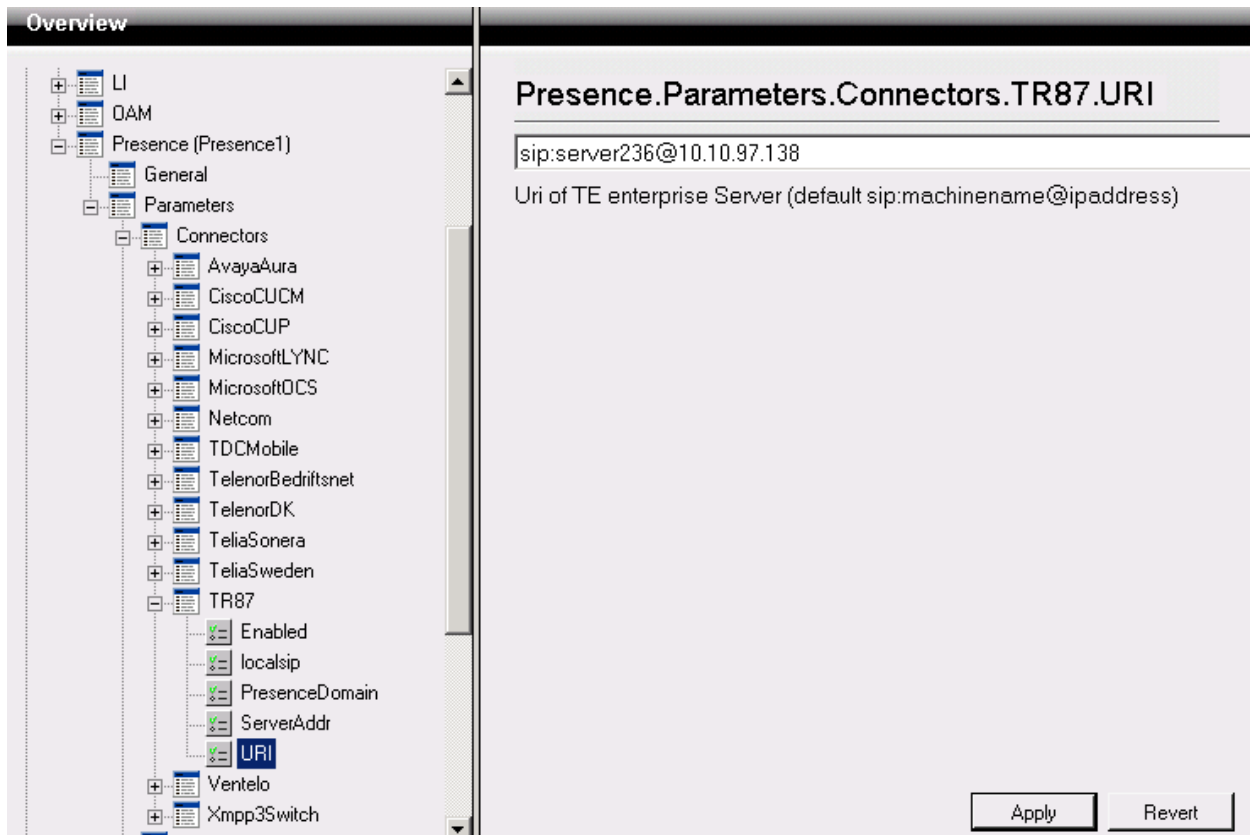 Overview
LI
OAM
Presence (Presence1)
General
Parameters
Connectors
AvayaAura
CiscoCUCM
CiscoCUP
MicrosoftLYNC
MicrosoftOCS
Netcom
TDCMobile
TelenorBedriftsnet
TelenorDK
TeliaSonera
TeliaSweden
TR87
Enabled
localsip
PresenceDomain
ServerAddr
URI
Ventelo
Xmpp3Switch
Presence.Parameters.Connectors.TR87.URI
sip:server236@10.10.97.138
Uri of TE enterprise Server (default sip:machinename@ipaddress)
Apply
Revert